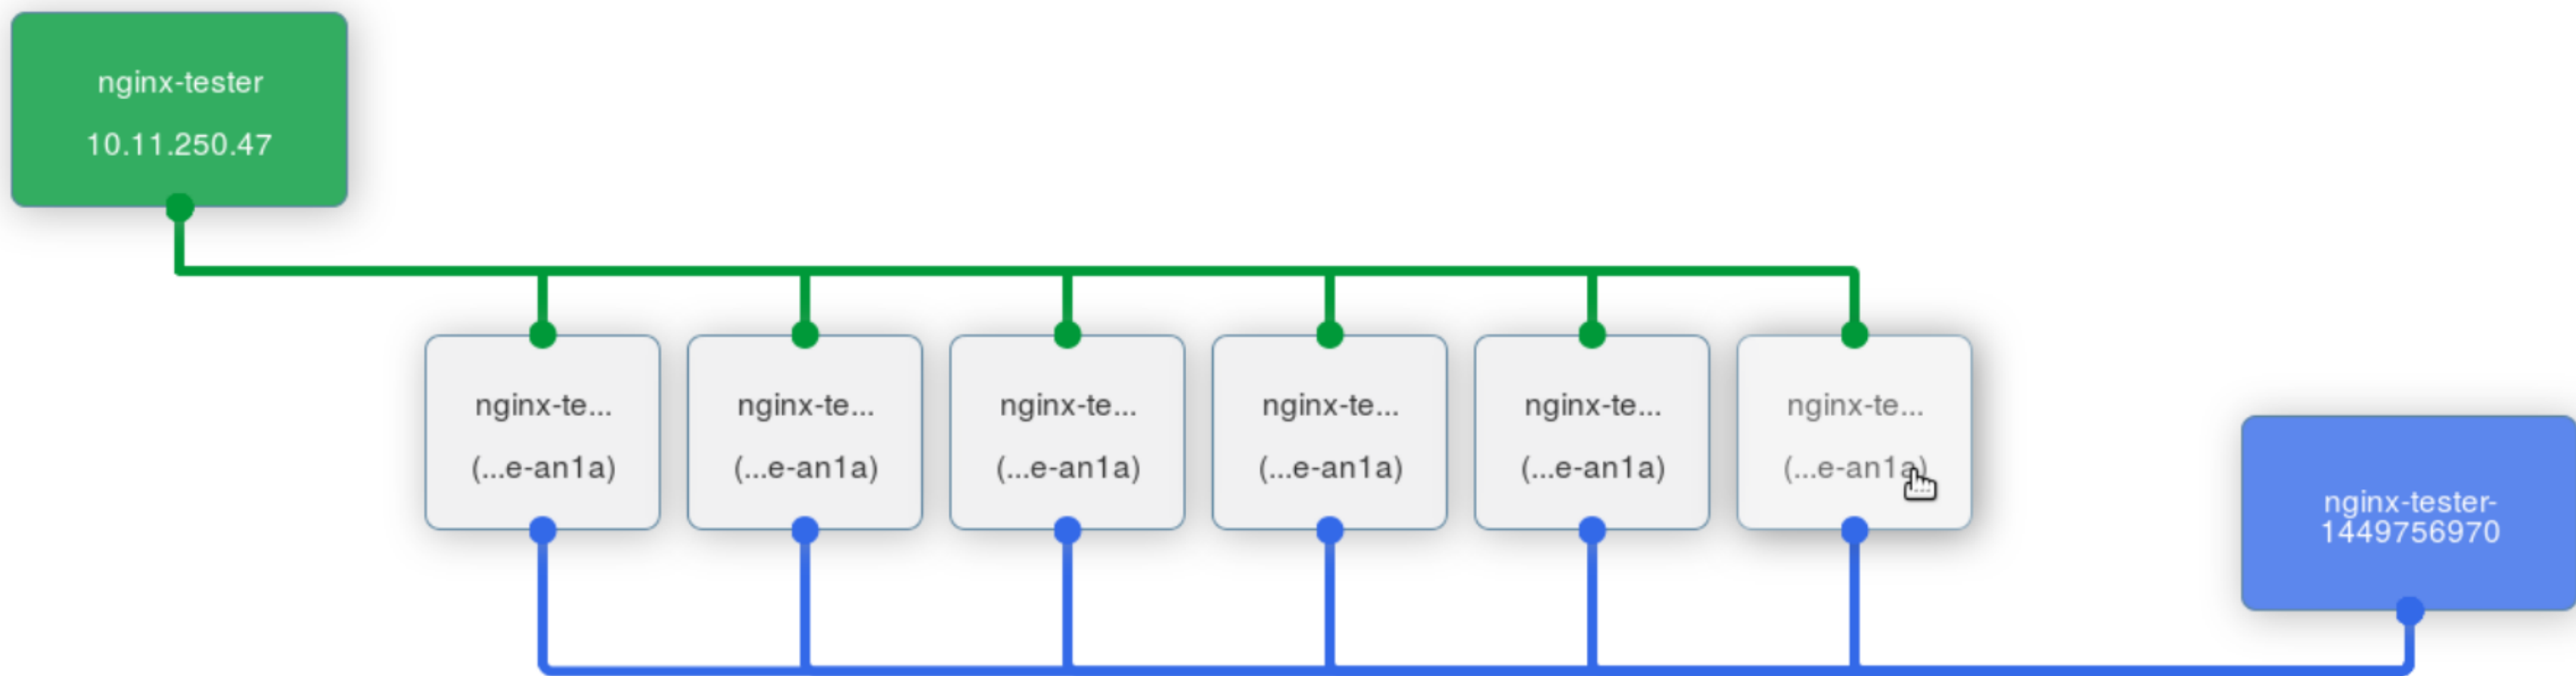 nginx-tester
10.11.250.47
nginx-te...
(...e-an1a)
nginx-te...
(...e-an1a)
nginx-te...
(...e-an1a)
nginx-te...
(...e-an1a)
nginx-te...
(...e-an1a)
nginx-te...
(...e-an1a)
nginx-tester-
1449756970